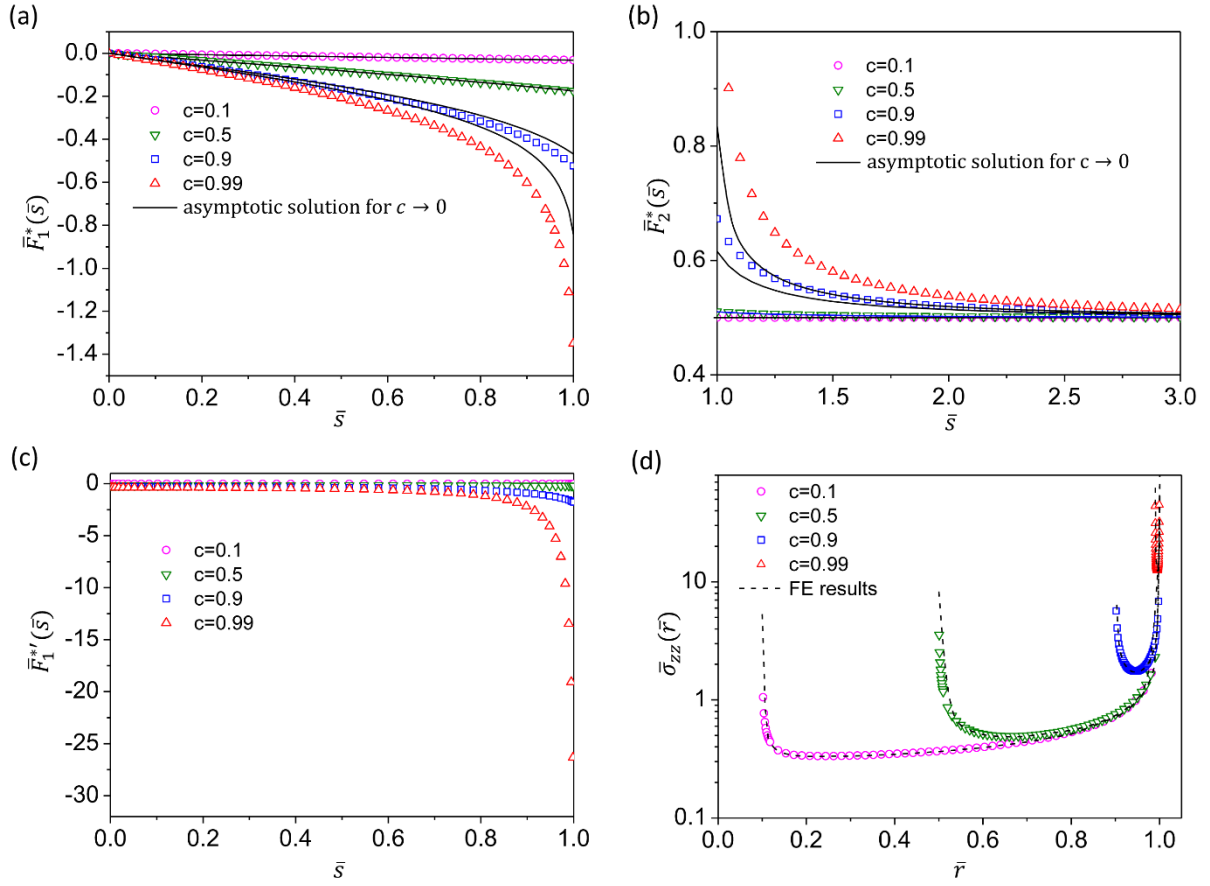 (a)
0.0
-0.2
-0.4
-0.6
-0.8
-1.0
-1.2
-1.4
F̄₁*(s̄)
c=0.1
c=0.5
c=0.9
c=0.99
asymptotic solution for c → 0
0.0 0.2 0.4 0.6 0.8 1.0
s̄
(b)
1.0
0.8
0.6
0.4
F̄₂*(s̄)
c=0.1
c=0.5
c=0.9
c=0.99
asymptotic solution for c → 0
1.0 1.5 2.0 2.5 3.0
s̄
(c)
0
-5
-10
-15
-20
-25
-30
F̄₁*′(s̄)
c=0.1
c=0.5
c=0.9
c=0.99
0.0 0.2 0.4 0.6 0.8 1.0
s̄
(d)
10
1
0.1
σ̄zz(r̄)
c=0.1
c=0.5
c=0.9
c=0.99
FE results
0.0 0.2 0.4 0.6 0.8 1.0
r̄